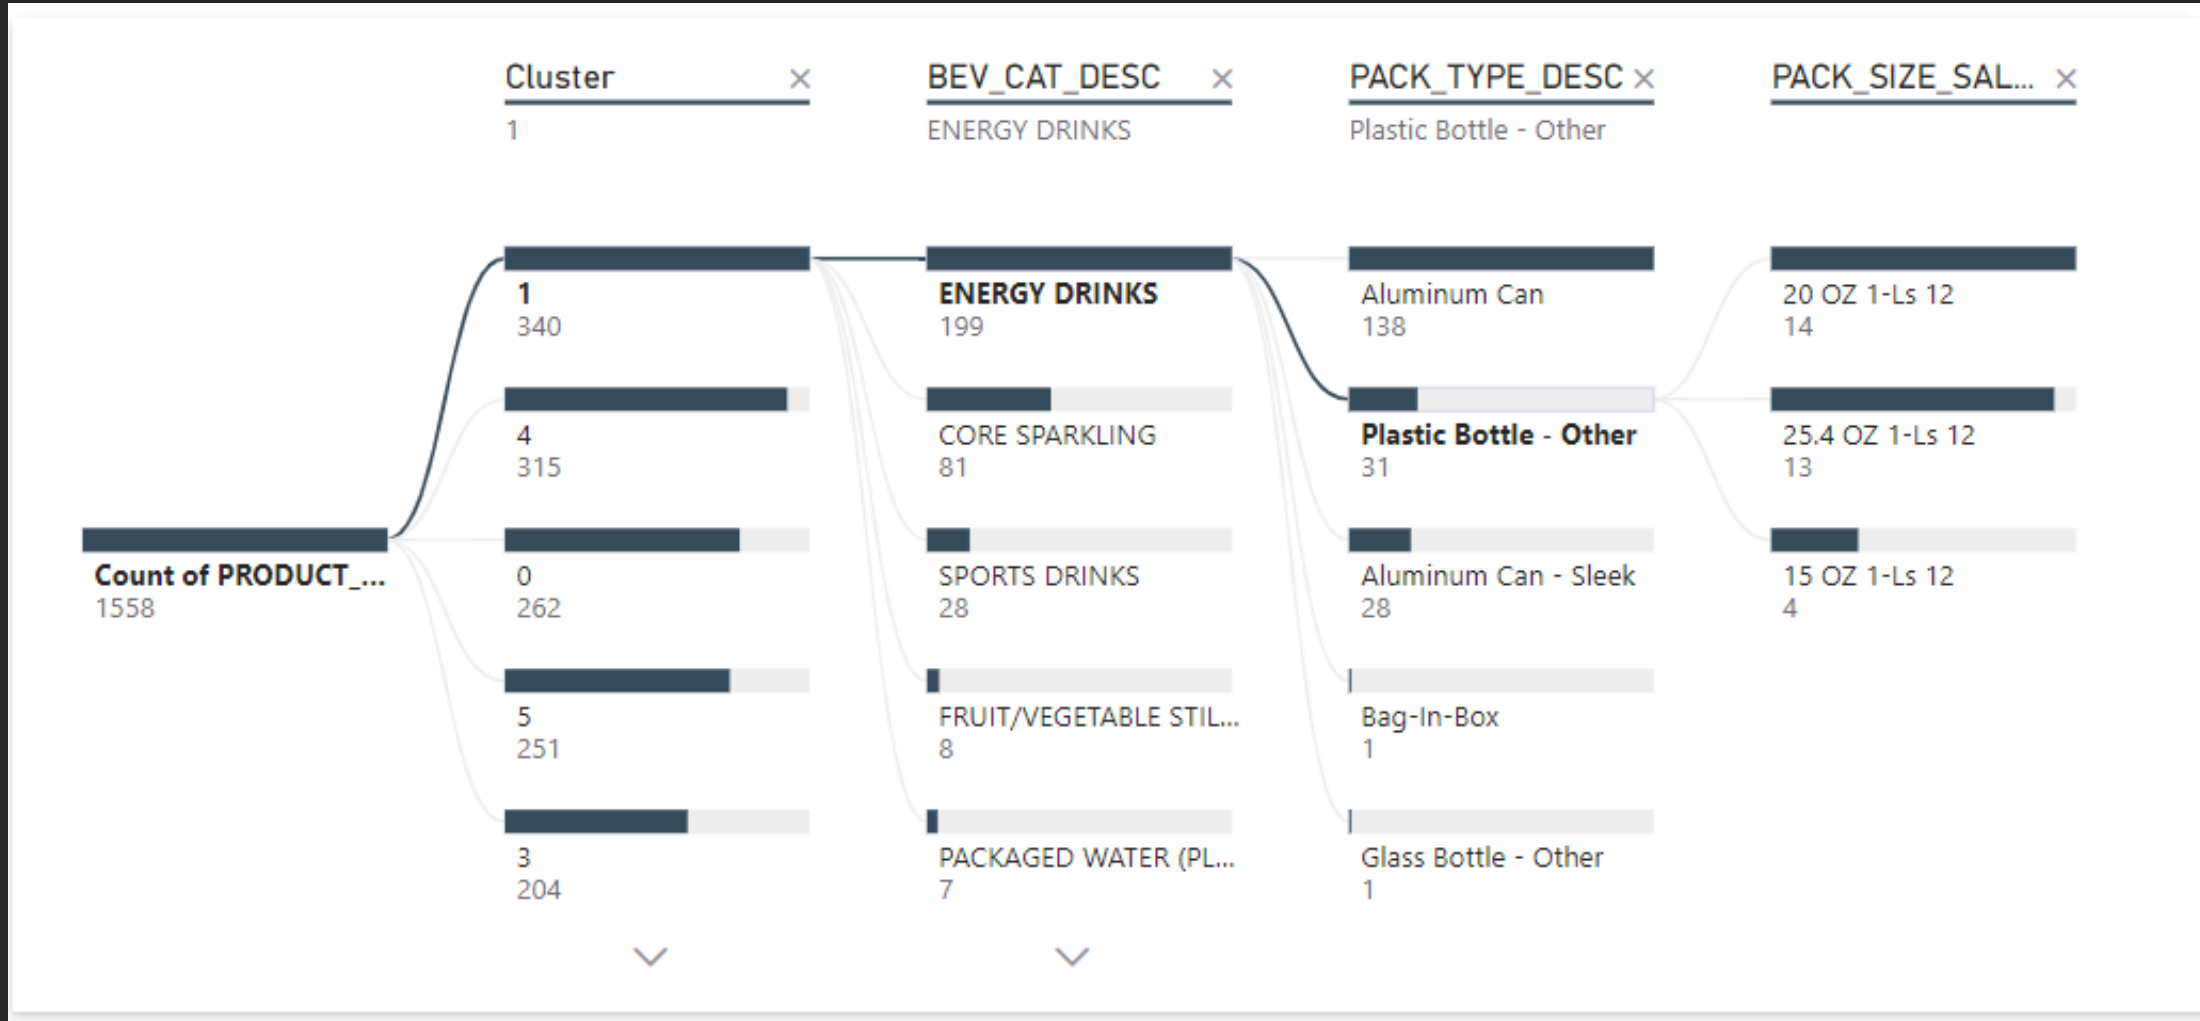 Cluster
1
BEV_CAT_DESC
ENERGY DRINKS
PACK_TYPE_DESC
Plastic Bottle - Other
PACK_SIZE_SAL...
Count of PRODUCT_...
1558
1
340
4
315
0
262
5
251
3
204
ENERGY DRINKS
199
CORE SPARKLING
81
SPORTS DRINKS
28
FRUIT/VEGETABLE STIL...
8
PACKAGED WATER (PL...
7
Aluminum Can
138
Plastic Bottle - Other
31
Aluminum Can - Sleek
28
Bag-In-Box
1
Glass Bottle - Other
1
20 OZ 1-Ls 12
14
25.4 OZ 1-Ls 12
13
15 OZ 1-Ls 12
4